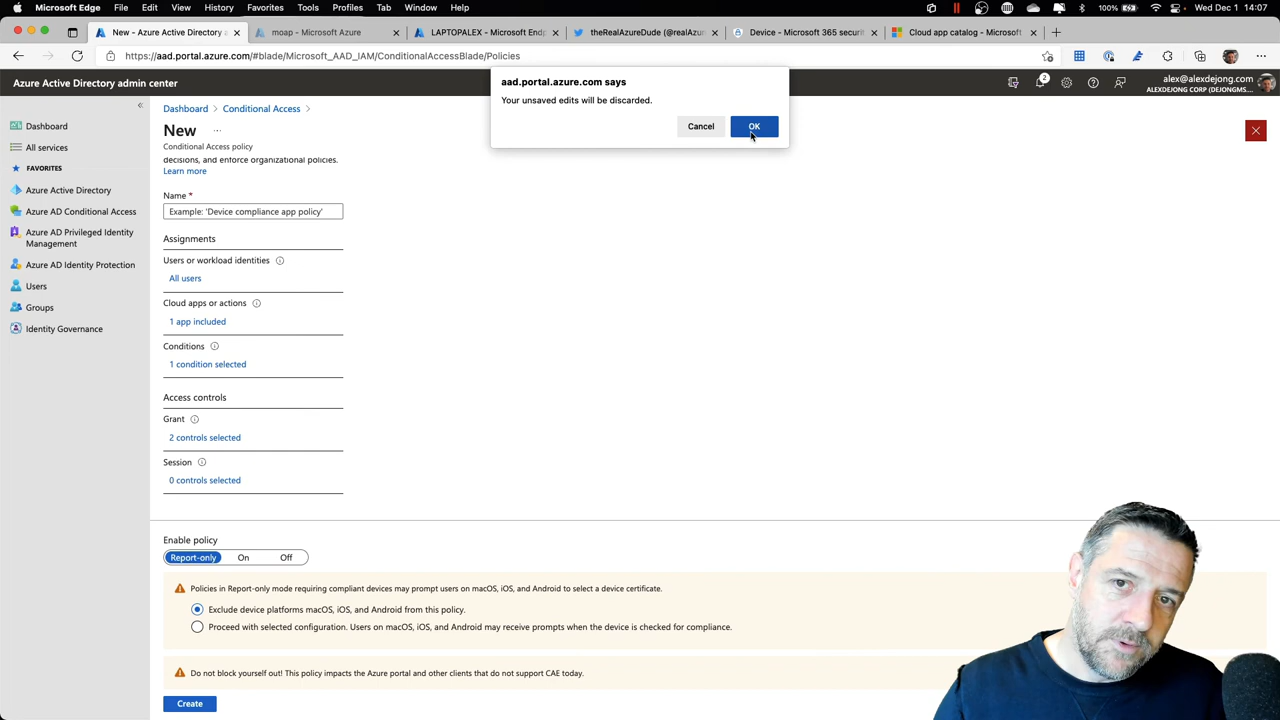 Microsoft Edge File Edit View History Favorites Tools Profiles Tab Window Help 100% Wed Dec 1 14:07
New - Azure Active Directory a
moap - Microsoft Azure
LAPTOPALEX - Microsoft Endp
theRealAzureDude (@realAzu
Device - Microsoft 365 securit
Cloud app catalog - Microsoft
https://aad.portal.azure.com/#blade/Microsoft_AAD_IAM/ConditionalAccessBlade/Policies
Azure Active Directory admin center
2
alex@dejong.com
ALEXDEJONG CORP (DEJONGMS...
aad.portal.azure.com says
Your unsaved edits will be discarded.
Cancel
OK
Dashboard
All services
FAVORITES
Azure Active Directory
Azure AD Conditional Access
Azure AD Privileged Identity
Management
Azure AD Identity Protection
Users
Groups
Identity Governance
Dashboard > Conditional Access >
New ...
Conditional Access policy
decisions, and enforce organizational policies.
Learn more
Name *
Example: 'Device compliance app policy'
Assignments
Users or workload identities
All users
Cloud apps or actions
1 app included
Conditions
1 condition selected
Access controls
Grant
2 controls selected
Session
0 controls selected
Enable policy
Report-only On Off
Policies in Report-only mode requiring compliant devices may prompt users on macOS, iOS, and Android to select a device certificate.
Exclude device platforms macOS, iOS, and Android from this policy.
Proceed with selected configuration. Users on macOS, iOS, and Android may receive prompts when the device is checked for compliance.
Do not block yourself out! This policy impacts the Azure portal and other clients that do not support CAE today.
Create